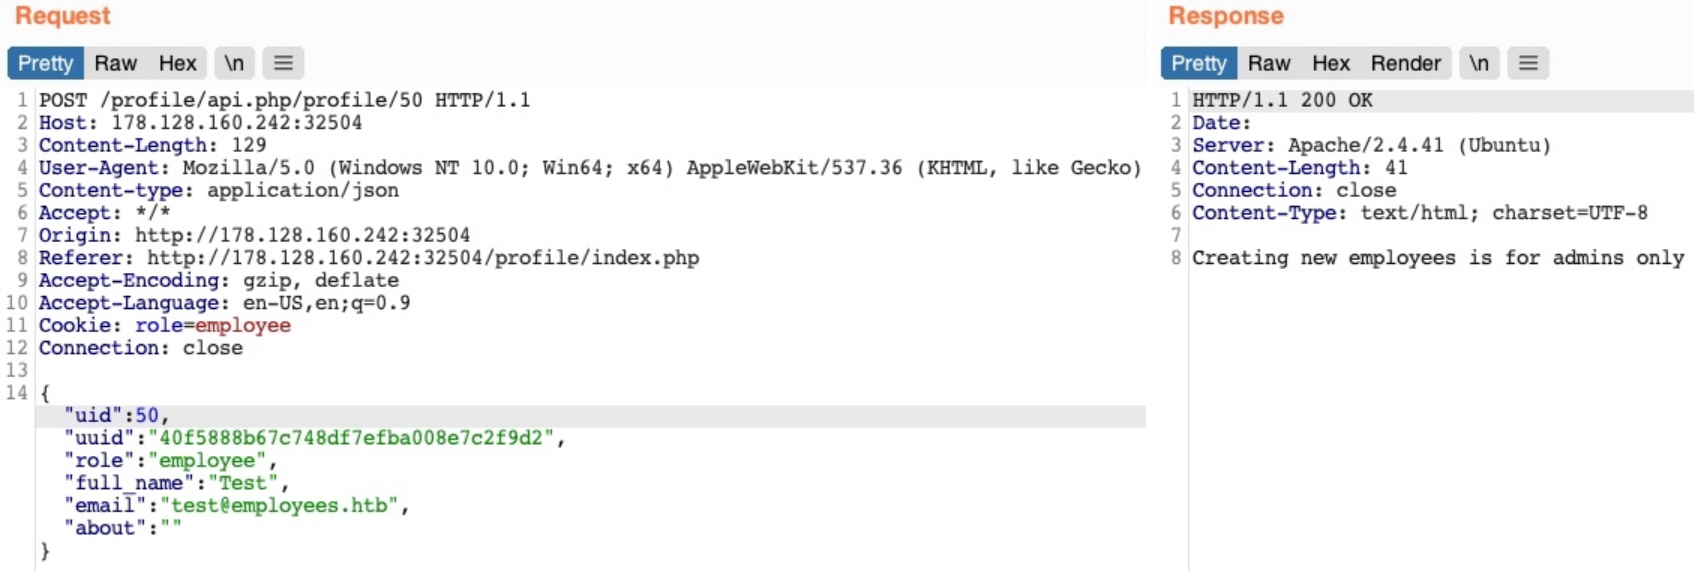 Request
Pretty Raw Hex \n ≡
1 POST /profile/api.php/profile/50 HTTP/1.1
2 Host: 178.128.160.242:32504
3 Content-Length: 129
4 User-Agent: Mozilla/5.0 (Windows NT 10.0; Win64; x64) AppleWebKit/537.36 (KHTML, like Gecko)
5 Content-type: application/json
6 Accept: */*
7 Origin: http://178.128.160.242:32504
8 Referer: http://178.128.160.242:32504/profile/index.php
9 Accept-Encoding: gzip, deflate
10 Accept-Language: en-US,en;q=0.9
11 Cookie: role=employee
12 Connection: close
13
14 {
"uid":50,
"uuid":"40f5888b67c748df7efba008e7c2f9d2",
"role":"employee",
"full_name":"Test",
"email":"test@employees.htb",
"about":""
}
Response
Pretty Raw Hex Render \n ≡
1 HTTP/1.1 200 OK
2 Date:
3 Server: Apache/2.4.41 (Ubuntu)
4 Content-Length: 41
5 Connection: close
6 Content-Type: text/html; charset=UTF-8
7
8 Creating new employees is for admins only